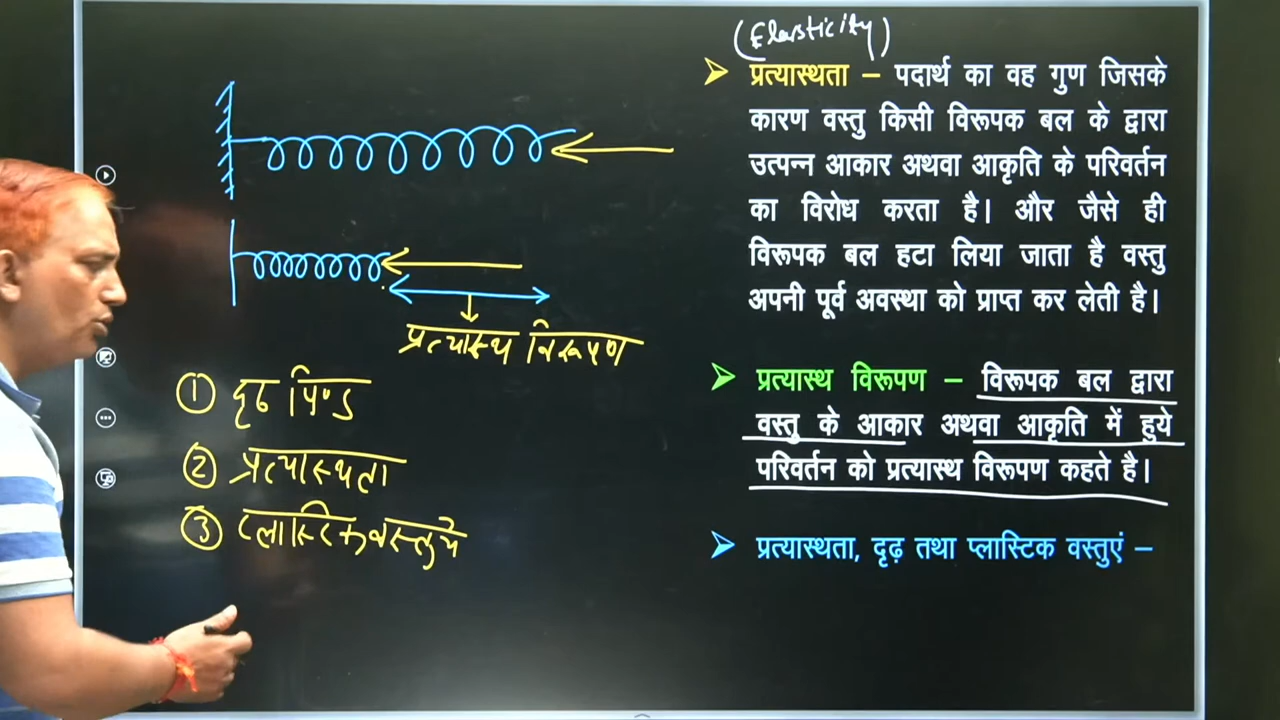 (Elasticity)
➤ प्रत्यास्थता – पदार्थ का वह गुण जिसके
कारण वस्तु किसी विरूपक बल के द्वारा
उत्पन्न आकार अथवा आकृति के परिवर्तन
का विरोध करता है। और जैसे ही
विरूपक बल हटा लिया जाता है वस्तु
अपनी पूर्व अवस्था को प्राप्त कर लेती है।
➤ प्रत्यास्थ विरूपण – विरूपक बल द्वारा
वस्तु के आकार अथवा आकृति में हुये
परिवर्तन को प्रत्यास्थ विरूपण कहते है।
➤ प्रत्यास्थता, दृढ़ तथा प्लास्टिक वस्तुएं –
प्रत्यास्थ विरूपण
① दृढ पिण्ड
② प्रत्यास्थता
③ प्लास्टिक वस्तुये